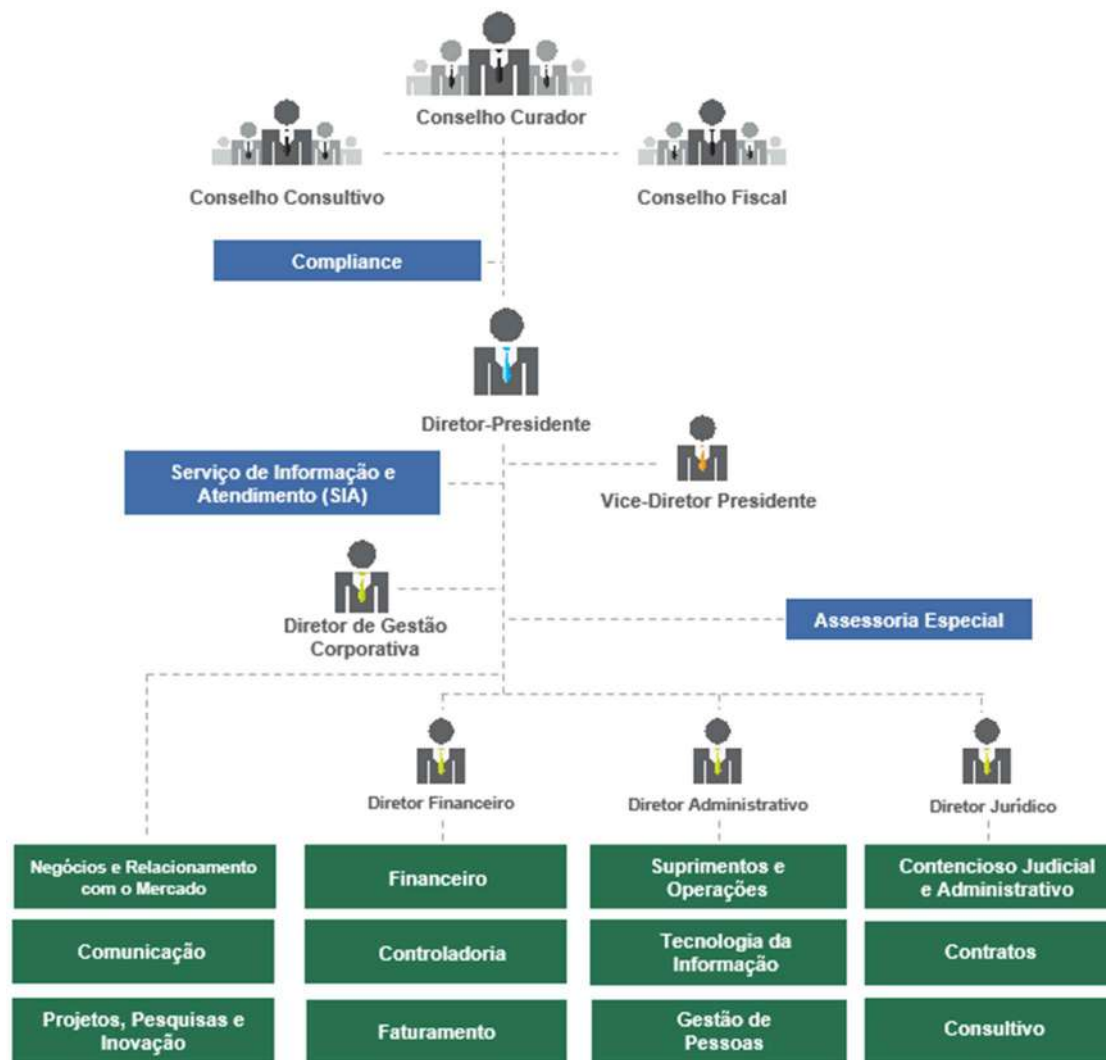 Conselho Curador
Conselho Consultivo
Conselho Fiscal
Compliance
Diretor-Presidente
Serviço de Informação e
Atendimento (SIA)
Vice-Diretor Presidente
Diretor de Gestão
Corporativa
Assessoria Especial
Diretor Financeiro
Diretor Administrativo
Diretor Jurídico
Negócios e Relacionamento
com o Mercado
Financeiro
Suprimentos e
Operações
Contencioso Judicial
e Administrativo
Comunicação
Controladoria
Tecnologia da
Informação
Contratos
Projetos, Pesquisas e
Inovação
Faturamento
Gestão de
Pessoas
Consultivo